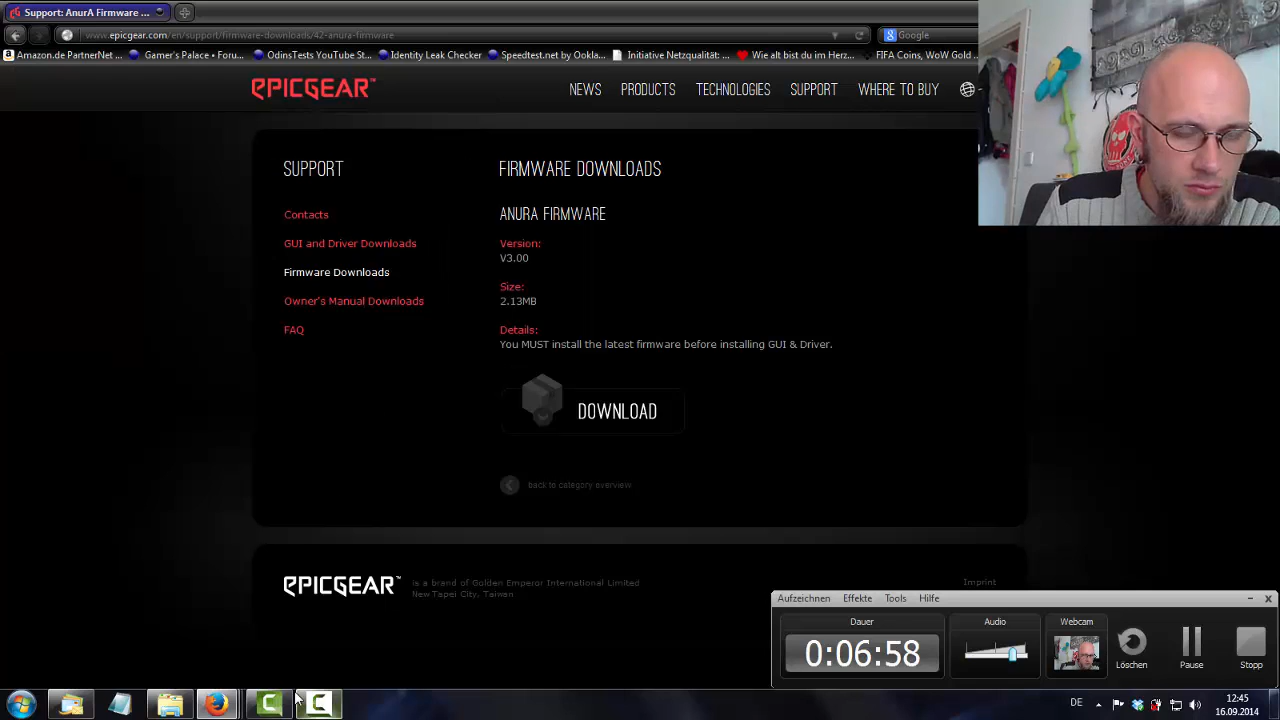 Support: AnurA Firmware ...
www.epicgear.com/en/support/firmware-downloads/42-anura-firmware
Google
Amazon.de PartnerNet ...
Gamer's Palace • Foru...
OdinsTests YouTube St...
Identity Leak Checker
Speedtest.net by Ookla...
Initiative Netzqualität: ...
Wie alt bist du im Herz...
FIFA Coins, WoW Gold ...
EPICGEAR™
NEWS
PRODUCTS
TECHNOLOGIES
SUPPORT
WHERE TO BUY
SUPPORT
Contacts
GUI and Driver Downloads
Firmware Downloads
Owner's Manual Downloads
FAQ
FIRMWARE DOWNLOADS
ANURA FIRMWARE
Version:
V3.00
Size:
2.13MB
Details:
You MUST install the latest firmware before installing GUI & Driver.
DOWNLOAD
back to category overview
EPICGEAR™
is a brand of Golden Emperor International Limited
New Tapei City, Taiwan
Imprint
Aufzeichnen
Effekte
Tools
Hilfe
Dauer
0:06:58
Audio
Webcam
Löschen
Pause
Stopp
DE
12:45
16.09.2014